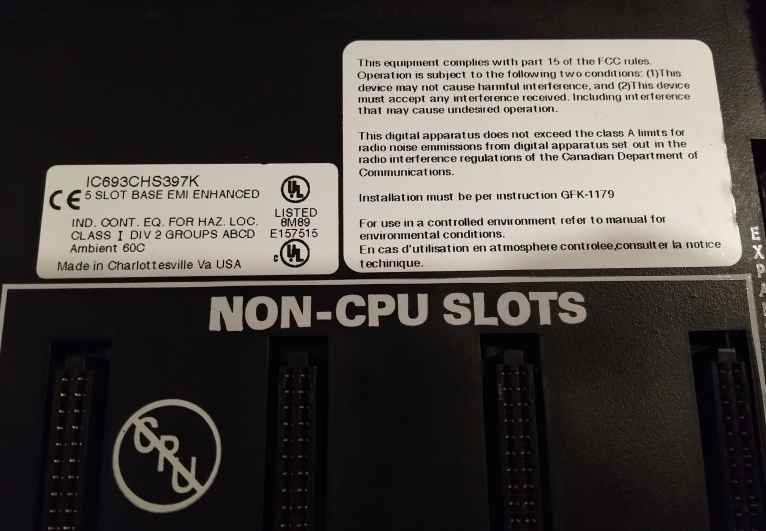 This equipment complies with part 15 of the FCC rules.
Operation is subject to the following two conditions: (1)This
device may not cause harmful interference, and (2)This device
must accept any interference received. Including interference
that may cause undesired operation.
This digital apparatus does not exceed the class A limits for
radio noise emmissions from digital apparatus set out in the
radio interference regulations of the Canadian Department of
Communications.
Installation must be per instruction GFK-1179
For use in a controlled environment refer to manual for
environmental conditions.
En cas d'utilisation en atmosphere controlee,consulter la notice
techinique.
IC693CHS397K
CE 5 SLOT BASE EMI ENHANCED
IND. CONT. EQ. FOR HAZ. LOC.
CLASS I DIV 2 GROUPS ABCD
Ambient 60C
Made in Charlottesville Va USA
UL
LISTED
8M89
E157515
c UL
NON-CPU SLOTS
CPU
E
X
P
A